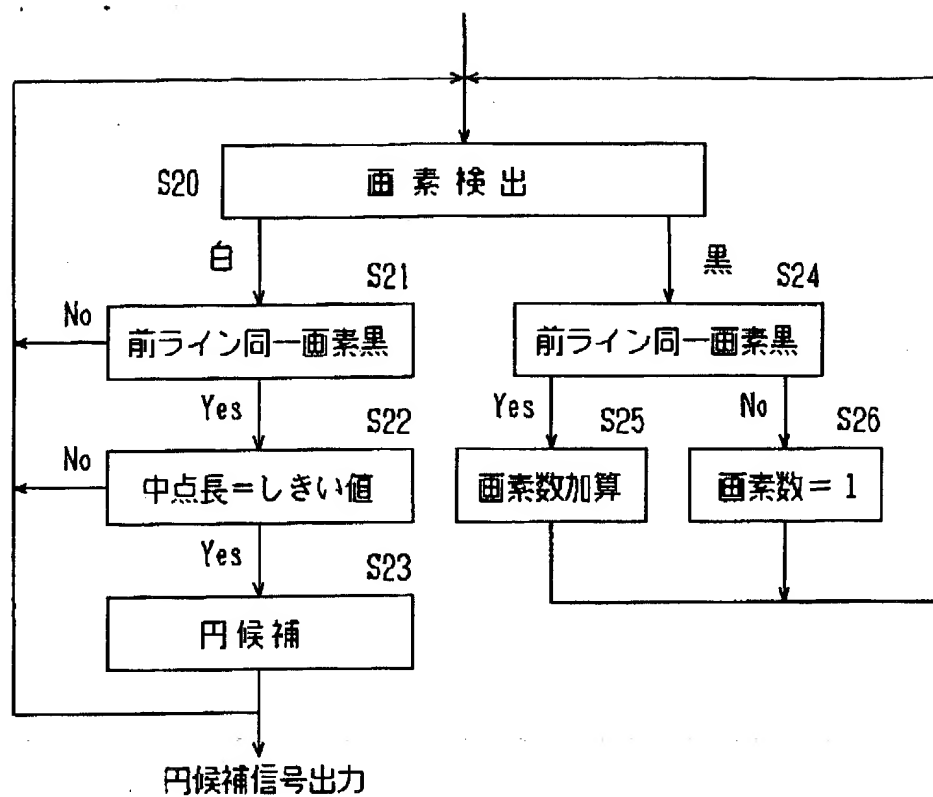 S20
画素検出
白
黒
S21
S24
No
前ライン同一画素黒
前ライン同一画素黒
Yes
S22
Yes
S25
No
S26
No
中点長=しきい値
画素数加算
画素数=1
Yes
S23
円候補
円候補信号出力